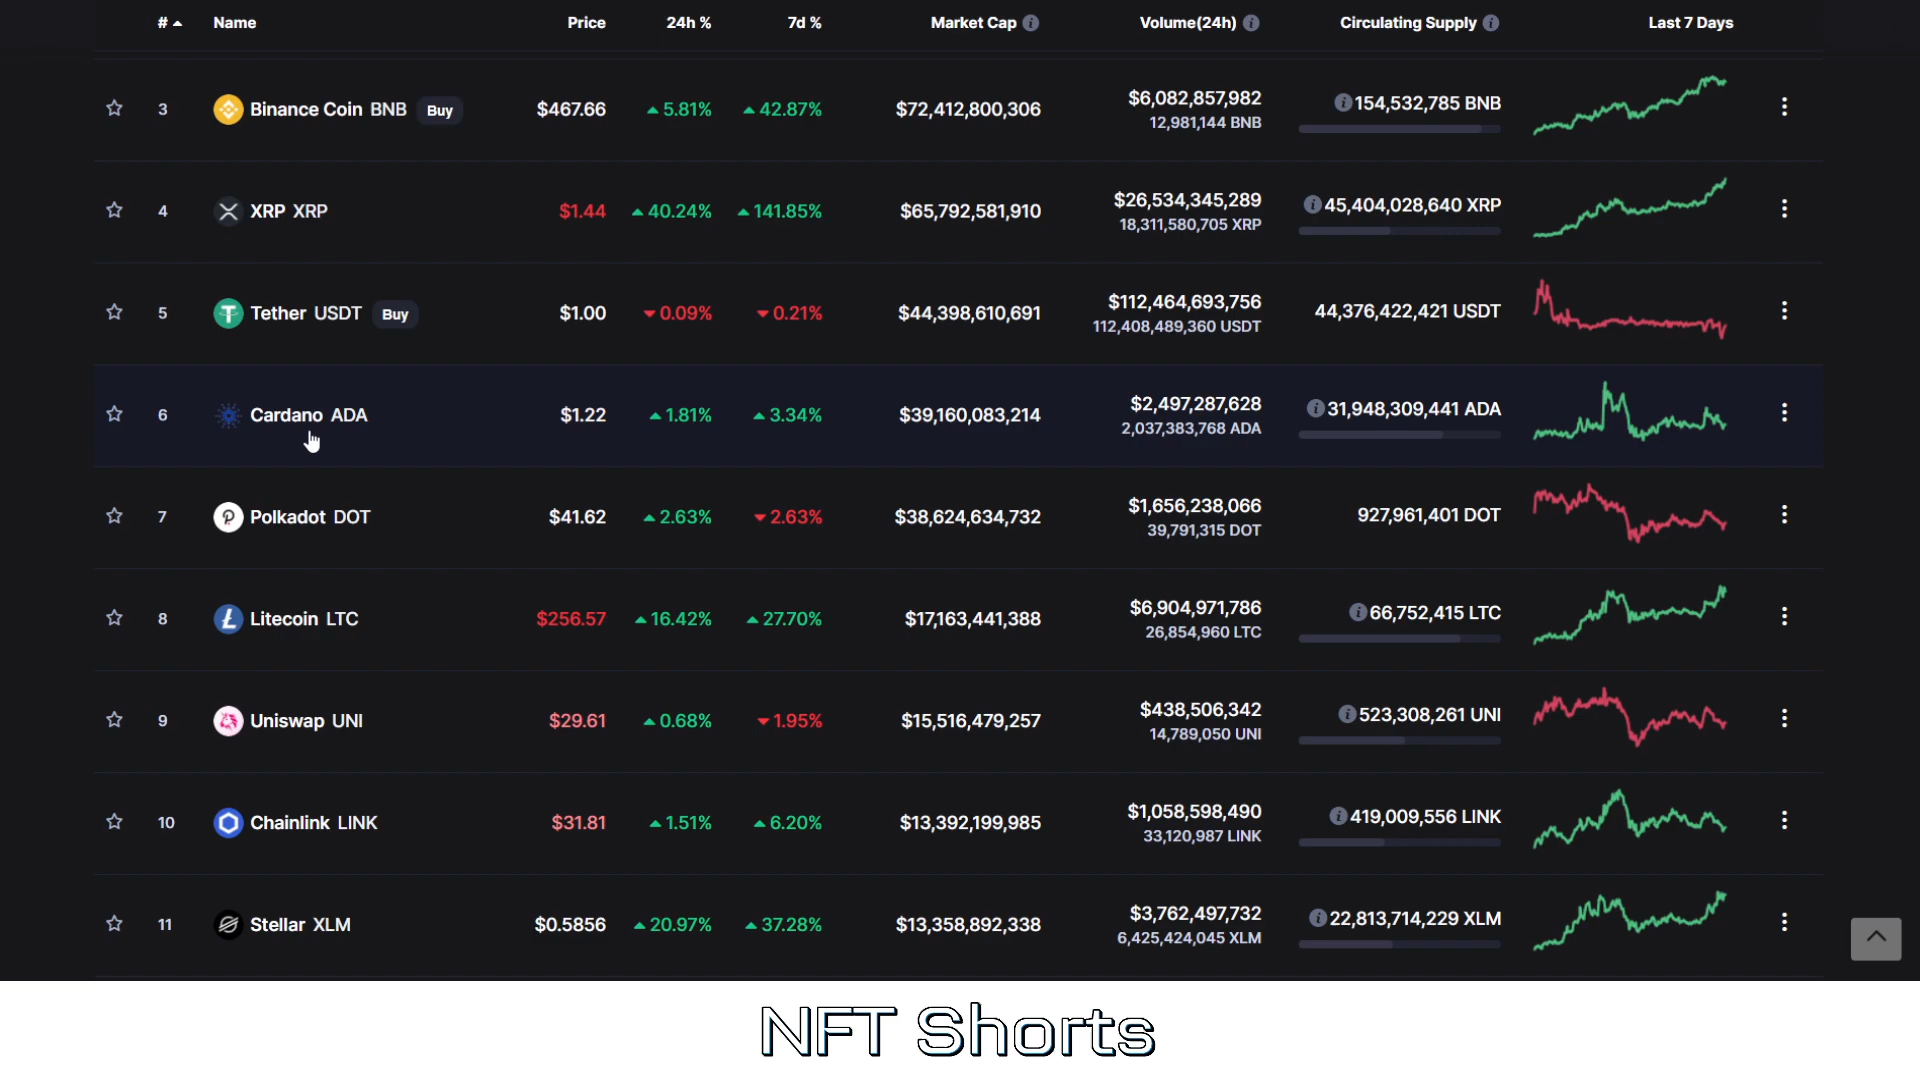 # Name Price 24h % 7d % Market Cap Volume(24h) Circulating Supply Last 7 Days
3 Binance Coin BNB Buy $467.66 5.81% 42.87% $72,412,800,306 $6,082,857,982 154,532,785 BNB
12,981,144 BNB
4 XRP XRP $1.44 40.24% 141.85% $65,792,581,910 $26,534,345,289 45,404,028,640 XRP
18,311,580,705 XRP
5 Tether USDT Buy $1.00 0.09% 0.21% $44,398,610,691 $112,464,693,756 44,376,422,421 USDT
112,408,489,360 USDT
6 Cardano ADA $1.22 1.81% 3.34% $39,160,083,214 $2,497,287,628 31,948,309,441 ADA
2,037,383,768 ADA
7 Polkadot DOT $41.62 2.63% 2.63% $38,624,634,732 $1,656,238,066 927,961,401 DOT
39,791,315 DOT
8 Litecoin LTC $256.57 16.42% 27.70% $17,163,441,388 $6,904,971,786 66,752,415 LTC
26,854,960 LTC
9 Uniswap UNI $29.61 0.68% 1.95% $15,516,479,257 $438,506,342 523,308,261 UNI
14,789,050 UNI
10 Chainlink LINK $31.81 1.51% 6.20% $13,392,199,985 $1,058,598,490 419,009,556 LINK
33,120,987 LINK
11 Stellar XLM $0.5856 20.97% 37.28% $13,358,892,338 $3,762,497,732 22,813,714,229 XLM
6,425,424,045 XLM
NFT Shorts